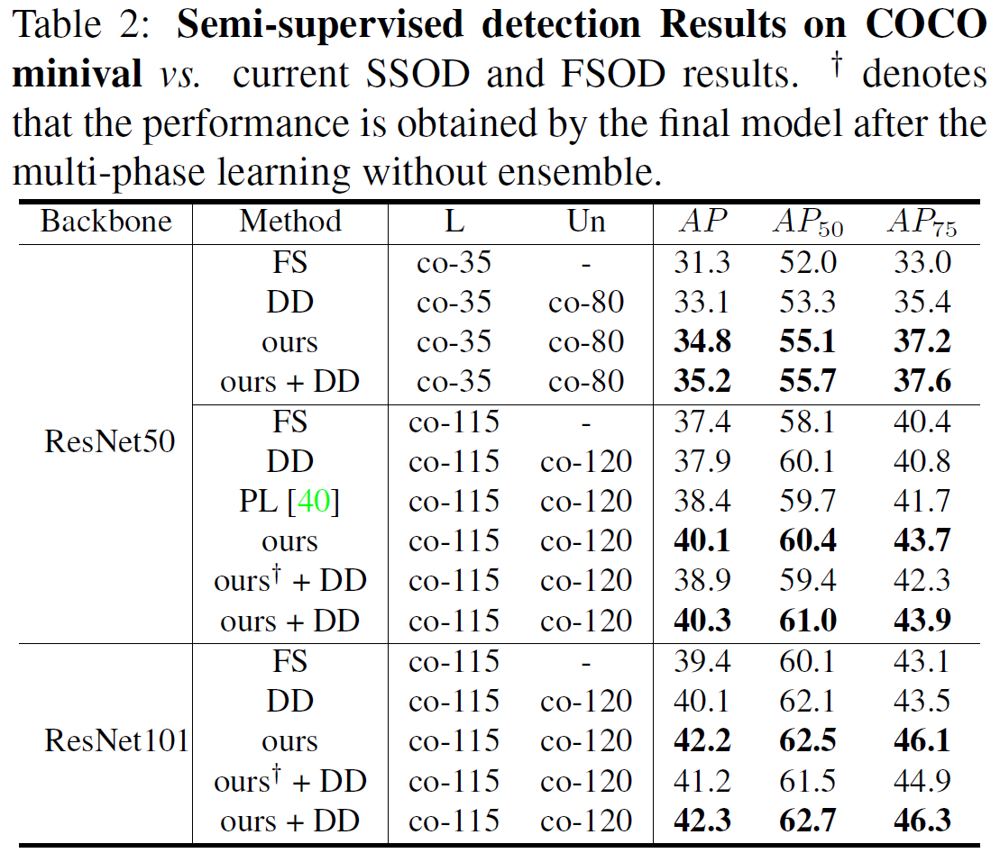 Table 2: Semi-supervised detection Results on COCO
minival vs. current SSOD and FSOD results. † denotes
that the performance is obtained by the final model after the
multi-phase learning without ensemble.
Backbone Method L Un AP AP50 AP75
FS co-35 - 31.3 52.0 33.0
DD co-35 co-80 33.1 53.3 35.4
ours co-35 co-80 34.8 55.1 37.2
ours + DD co-35 co-80 35.2 55.7 37.6
ResNet50
FS co-115 - 37.4 58.1 40.4
DD co-115 co-120 37.9 60.1 40.8
PL [40] co-115 co-120 38.4 59.7 41.7
ours co-115 co-120 40.1 60.4 43.7
ours† + DD co-115 co-120 38.9 59.4 42.3
ours + DD co-115 co-120 40.3 61.0 43.9
FS co-115 - 39.4 60.1 43.1
DD co-115 co-120 40.1 62.1 43.5
ResNet101 ours co-115 co-120 42.2 62.5 46.1
ours† + DD co-115 co-120 41.2 61.5 44.9
ours + DD co-115 co-120 42.3 62.7 46.3